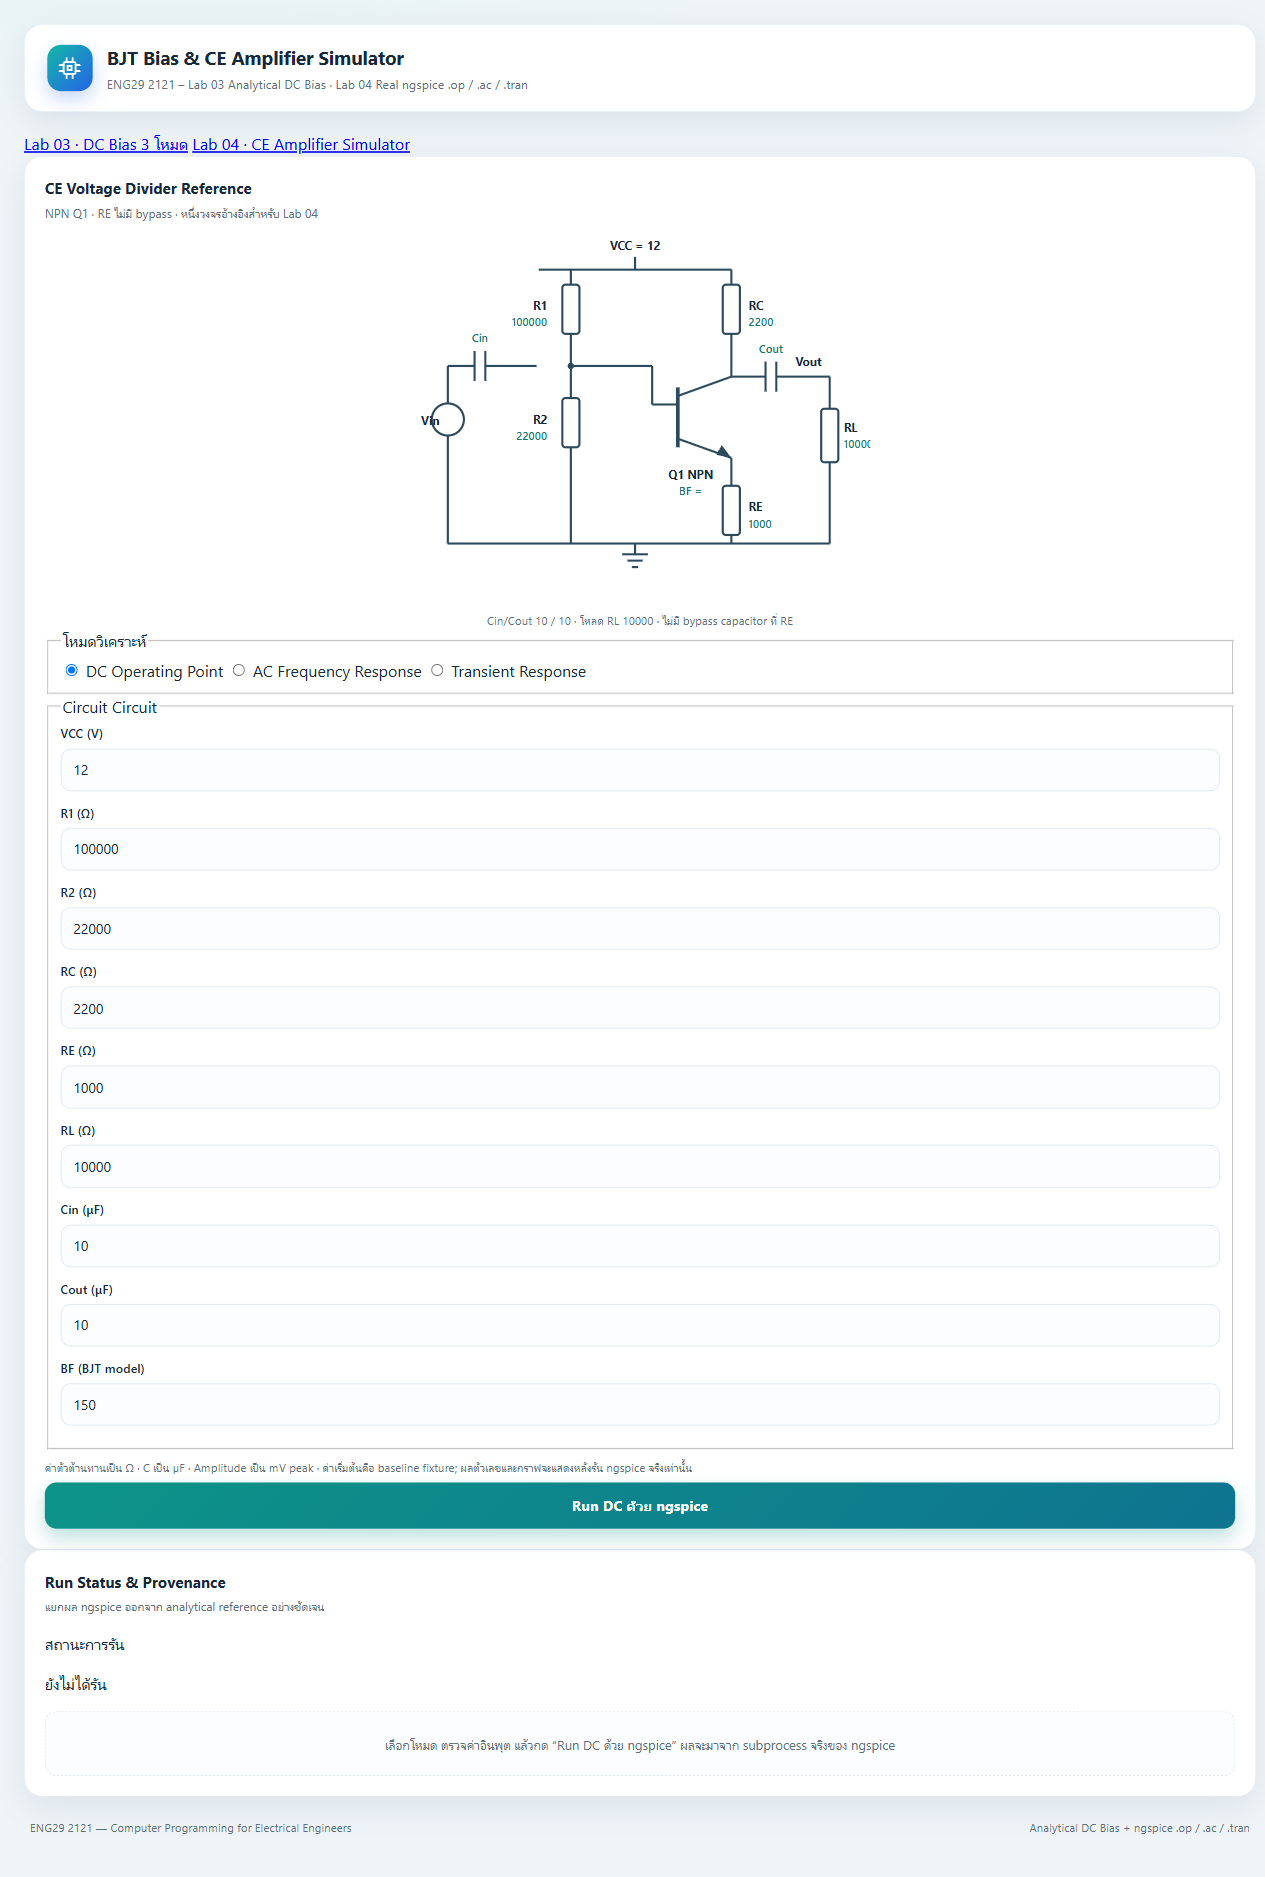 BJT Bias & CE Amplifier Simulator
ENG29 2121 – Lab 03 Analytical DC Bias · Lab 04 Real ngspice .op / .ac / .tran
Lab 03 · DC Bias 3 โหมด Lab 04 · CE Amplifier Simulator
CE Voltage Divider Reference
NPN Q1 · RE ไม่มี bypass · หนึ่งวงจรอ้างอิงสำหรับ Lab 04
VCC = 12
R1
100000
RC
2200
Cin
Cout
Vout
Vin
R2
22000
RL
1000
Q1 NPN
BF =
RE
1000
Cin/Cout 10 / 10 · โหลด RL 10000 · ไม่มี bypass capacitor ที่ RE
โหมดวิเคราะห์
DC Operating Point AC Frequency Response Transient Response
Circuit Circuit
VCC (V)
12
R1 (Ω)
100000
R2 (Ω)
22000
RC (Ω)
2200
RE (Ω)
1000
RL (Ω)
10000
Cin (µF)
10
Cout (µF)
10
BF (BJT model)
150
ค่าตัวต้านทานเป็น Ω · C เป็น µF · Amplitude เป็น mV peak · ค่าเริ่มต้นคือ baseline fixture; ผลตัวเลขและกราฟจะแสดงหลังรัน ngspice จริงเท่านั้น
Run DC ด้วย ngspice
Run Status & Provenance
แยกผล ngspice ออกจาก analytical reference อย่างชัดเจน
สถานะการรัน
ยังไม่ได้รัน
เลือกโหมด ตรวจค่าอินพุต แล้วกด “Run DC ด้วย ngspice” ผลจะมาจาก subprocess จริงของ ngspice
ENG29 2121 — Computer Programming for Electrical Engineers
Analytical DC Bias + ngspice .op / .ac / .tran